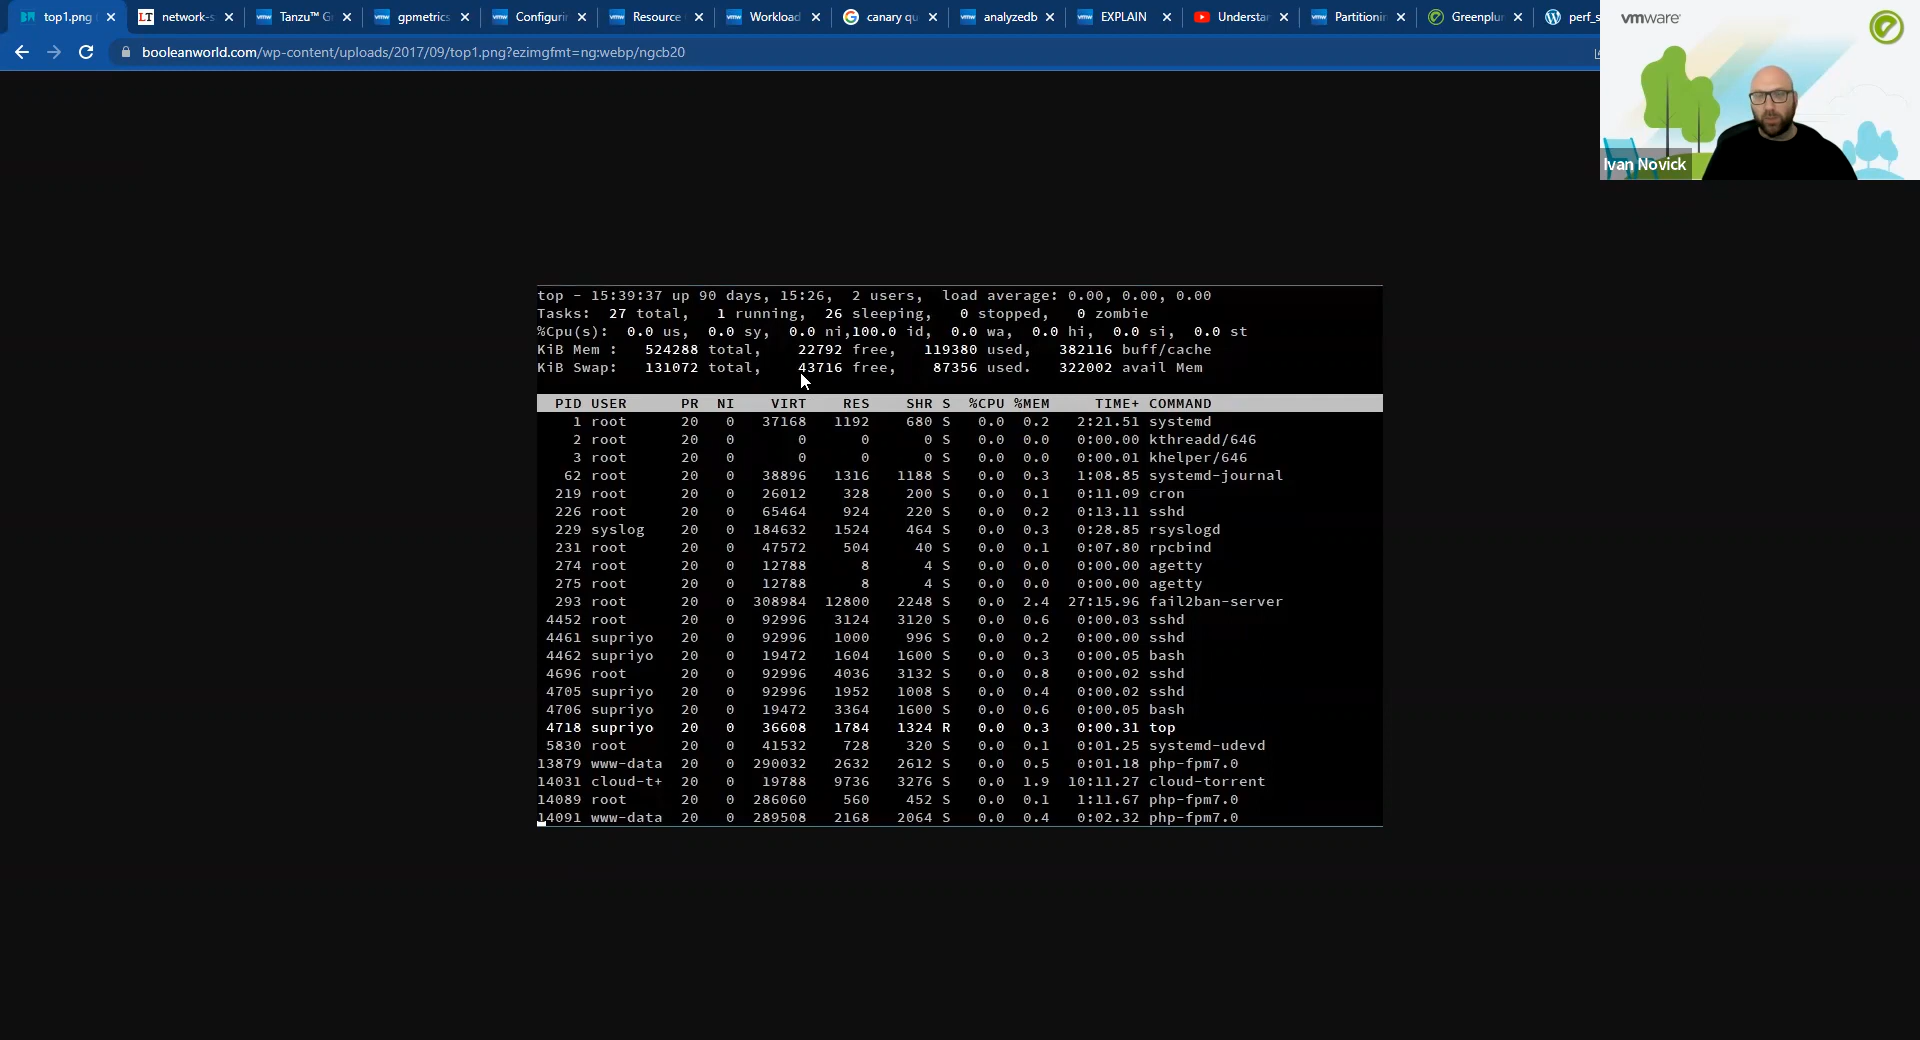 top1.png
network-s
Tanzu™ G
gpmetrics
Configurin
Resource
Workload
canary qu
analyzedb
EXPLAIN
Understan
Partitionin
Greenplum
perf_s
booleanworld.com/wp-content/uploads/2017/09/top1.png?ezimgfmt=ng:webp/ngcb20
vmware®
Ivan Novick
top - 15:39:37 up 90 days, 15:26, 2 users, load average: 0.00, 0.00, 0.00
Tasks: 27 total, 1 running, 26 sleeping, 0 stopped, 0 zombie
%Cpu(s): 0.0 us, 0.0 sy, 0.0 ni,100.0 id, 0.0 wa, 0.0 hi, 0.0 si, 0.0 st
KiB Mem : 524288 total, 22792 free, 119380 used, 382116 buff/cache
KiB Swap: 131072 total, 43716 free, 87356 used. 322002 avail Mem
PID USER PR NI VIRT RES SHR S %CPU %MEM TIME+ COMMAND
1 root 20 0 37168 1192 680 S 0.0 0.2 2:21.51 systemd
2 root 20 0 0 0 0 S 0.0 0.0 0:00.00 kthreadd/646
3 root 20 0 0 0 0 S 0.0 0.0 0:00.01 khelper/646
62 root 20 0 38896 1316 1188 S 0.0 0.3 1:08.85 systemd-journal
219 root 20 0 26012 328 200 S 0.0 0.1 0:11.09 cron
226 root 20 0 65464 924 220 S 0.0 0.2 0:13.11 sshd
229 syslog 20 0 184632 1524 464 S 0.0 0.3 0:28.85 rsyslogd
231 root 20 0 47572 504 40 S 0.0 0.1 0:07.80 rpcbind
274 root 20 0 12788 8 4 S 0.0 0.0 0:00.00 agetty
275 root 20 0 12788 8 4 S 0.0 0.0 0:00.00 agetty
293 root 20 0 308984 12800 2248 S 0.0 2.4 27:15.96 fail2ban-server
4452 root 20 0 92996 3124 3120 S 0.0 0.6 0:00.03 sshd
4461 supriyo 20 0 92996 1000 996 S 0.0 0.2 0:00.00 sshd
4462 supriyo 20 0 19472 1604 1600 S 0.0 0.3 0:00.05 bash
4696 root 20 0 92996 4036 3132 S 0.0 0.8 0:00.02 sshd
4705 supriyo 20 0 92996 1952 1008 S 0.0 0.4 0:00.02 sshd
4706 supriyo 20 0 19472 3364 1600 S 0.0 0.6 0:00.05 bash
4718 supriyo 20 0 36608 1784 1324 R 0.0 0.3 0:00.31 top
5830 root 20 0 41532 728 320 S 0.0 0.1 0:01.25 systemd-udevd
13879 www-data 20 0 290032 2632 2612 S 0.0 0.5 0:01.18 php-fpm7.0
14031 cloud-t+ 20 0 19788 9736 3276 S 0.0 1.9 10:11.27 cloud-torrent
14089 root 20 0 286060 560 452 S 0.0 0.1 1:11.67 php-fpm7.0
14091 www-data 20 0 289508 2168 2064 S 0.0 0.4 0:02.32 php-fpm7.0